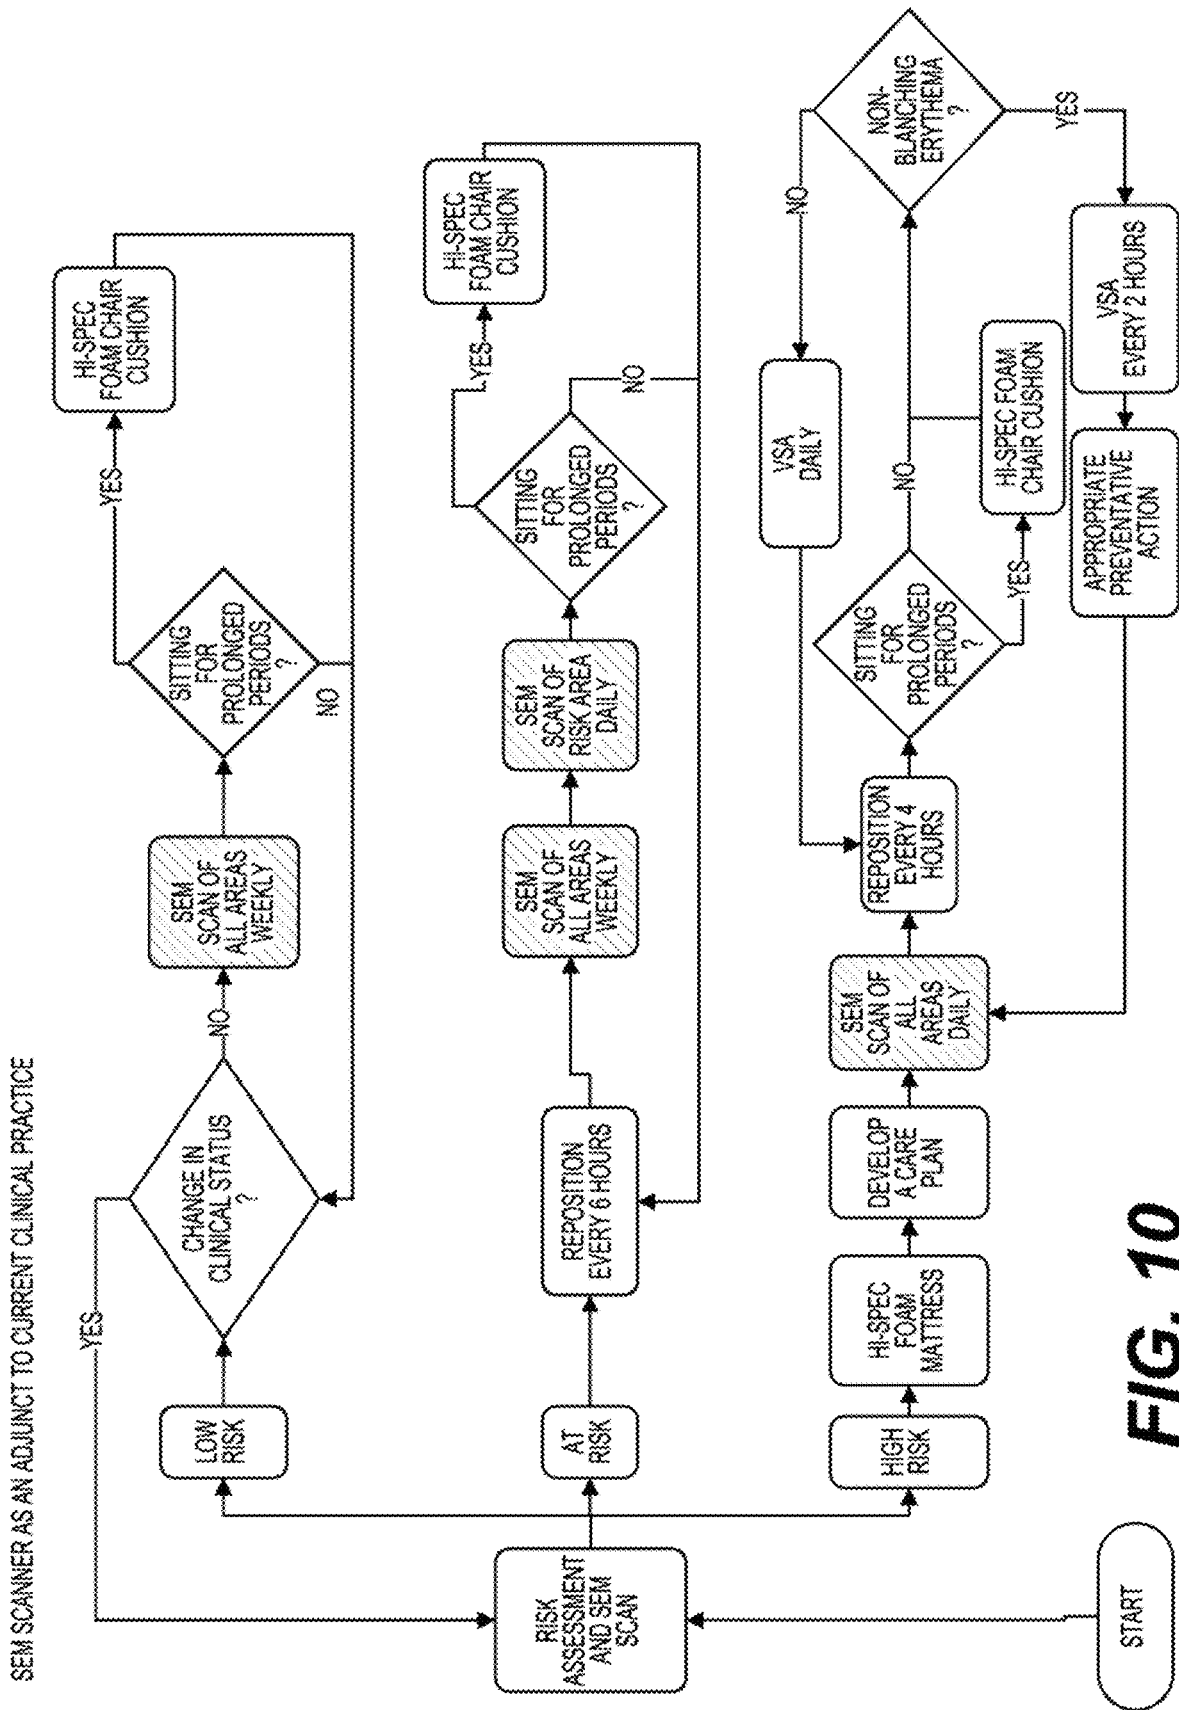 SEM SCANNER AS AN ADJUNCT TO CURRENT CLINICAL PRACTICE
START
RISK
ASSESSMENT
AND SEM
SCAN
LOW
RISK
CHANGE IN
CLINICAL STATUS
?
YES
NO
SEM
SCAN OF
ALL AREAS
WEEKLY
SITTING
FOR
PROLONGED
PERIODS
?
YES
NO
HI-SPEC
FOAM CHAIR
CUSHION
AT
RISK
REPOSITION
EVERY 6 HOURS
SEM
SCAN OF
ALL AREAS
WEEKLY
SEM
SCAN OF
RISK AREA
DAILY
SITTING
FOR
PROLONGED
PERIODS
?
YES
NO
HI-SPEC
FOAM CHAIR
CUSHION
HIGH
RISK
HI-SPEC
FOAM
MATTRESS
DEVELOP
A CARE
PLAN
SEM
SCAN OF
ALL
AREAS
DAILY
REPOSITION
EVERY 4
HOURS
SITTING
FOR
PROLONGED
PERIODS
?
NO
YES
HI-SPEC FOAM
CHAIR CUSHION
NON-
BLANCHING
ERYTHEMA
?
NO
VSA
DAILY
YES
VSA
EVERY 2 HOURS
APPROPRIATE
PREVENTATIVE
ACTION
FIG. 10